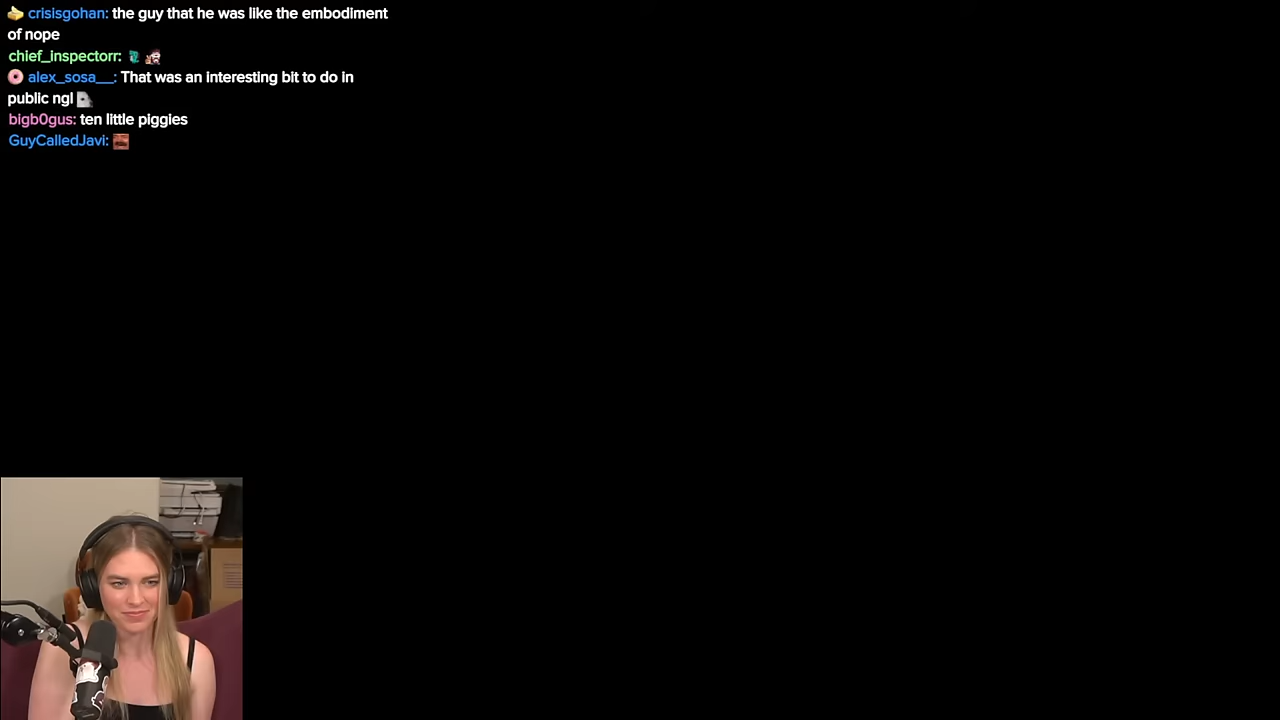 crisisgohan: the guy that he was like the embodiment
of nope
chief_inspectorr:
alex_sosa__: That was an interesting bit to do in
public ngl
bigb0gus: ten little piggies
GuyCalledJavi: